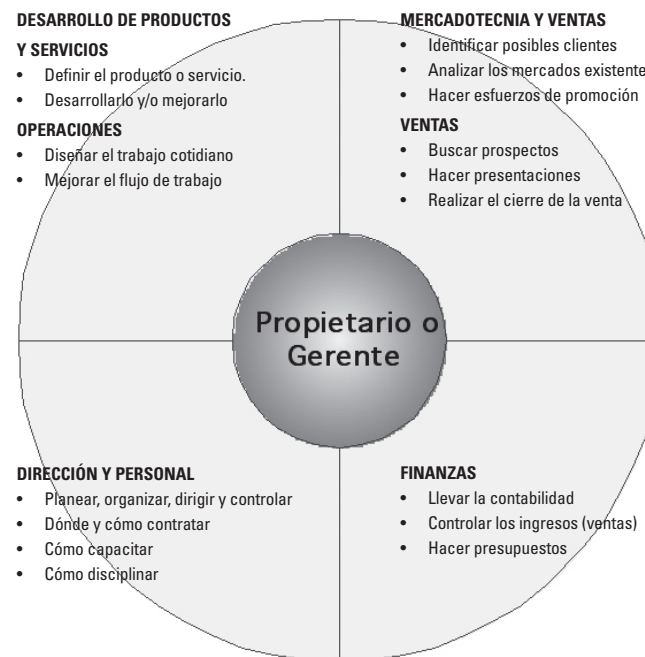 DESARROLLO DE PRODUCTOS
Y SERVICIOS
• Definir el producto o servicio.
• Desarrollarlo y/o mejorarlo
OPERACIONES
• Diseñar el trabajo cotidiano
• Mejorar el flujo de trabajo
MERCADOTECNIA Y VENTAS
• Identificar posibles clientes
• Analizar los mercados existente
• Hacer esfuerzos de promoción
VENTAS
• Buscar prospectos
• Hacer presentaciones
• Realizar el cierre de la venta
Propietario o
Gerente
DIRECCIÓN Y PERSONAL
• Planear, organizar, dirigir y controlar
• Dónde y cómo contratar
• Cómo capacitar
• Cómo disciplinar
FINANZAS
• Llevar la contabilidad
• Controlar los ingresos (ventas)
• Hacer presupuestos